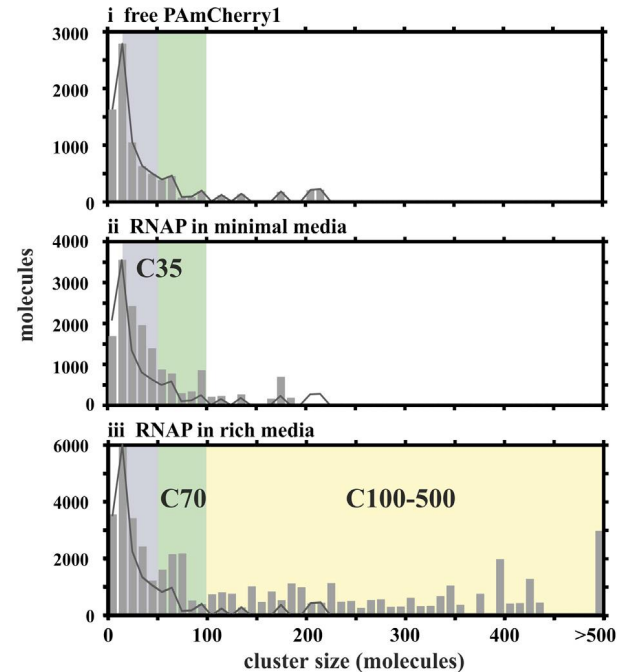 i free PAmCherry1
3000
2000
1000
0
ii RNAP in minimal media
4000
3000
2000
1000
0
C35
molecules
iii RNAP in rich media
6000
4000
2000
0
C70
C100-500
0 100 200 300 400 >500
cluster size (molecules)